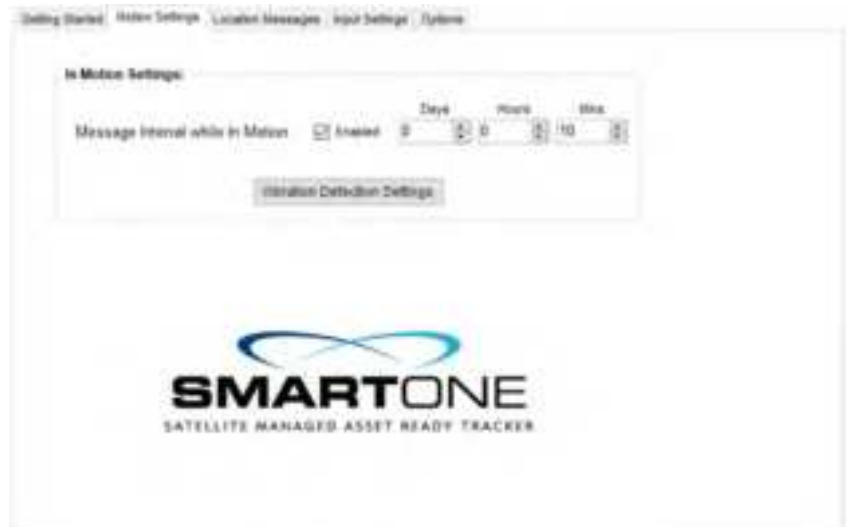 Getting Started Motion Settings Location Messages Input Settings Options
In Motion Settings:
Days Hours Mins
Message Interval while In Motion Enabled 0 0 10
Vibration Detection Settings
SMARTONE
SATELLITE MANAGED ASSET READY TRACKER